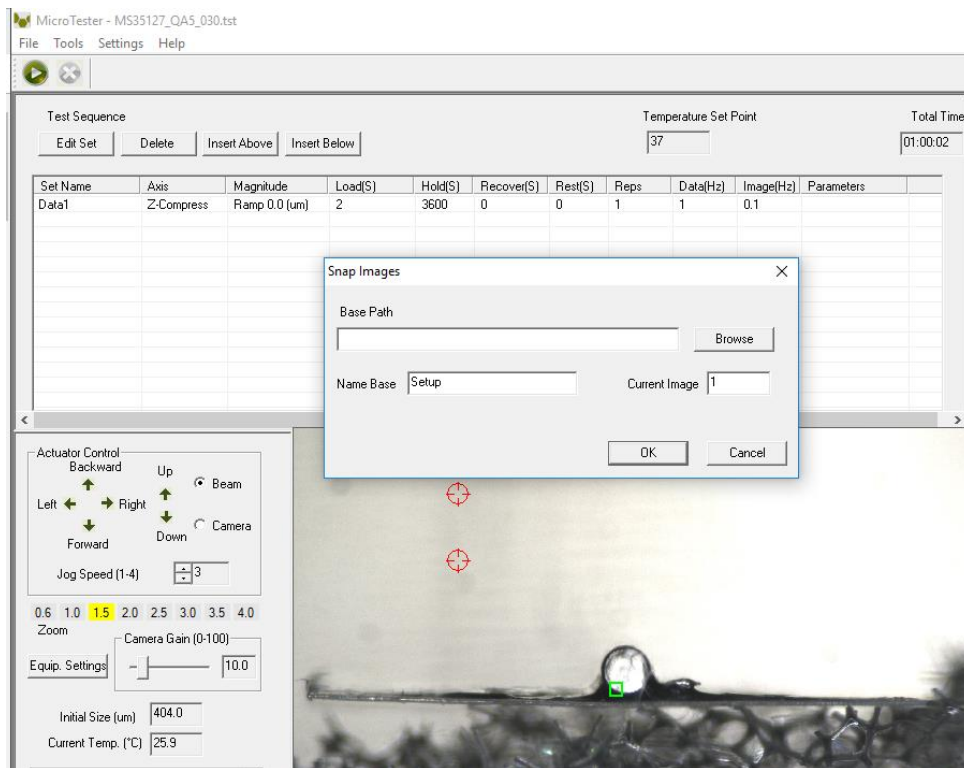 MicroTester - MS35127_QA5_030.tst
File Tools Settings Help
Test Sequence
Temperature Set Point
Total Time
Edit Set Delete Insert Above Insert Below
37
01:00:02
Set Name Axis Magnitude Load(S) Hold(S) Recover(S) Rest(S) Reps Data(Hz) Image(Hz) Parameters
Data1 Z-Compress Ramp 0.0 (um) 2 3600 0 0 1 1 0.1
Snap Images
Base Path
Browse
Name Base Setup Current Image 1
OK Cancel
Actuator Control
Backward
Up
Left Right
Beam
Camera
Down
Forward
Jog Speed (1-4) 3
0.6 1.0 1.5 2.0 2.5 3.0 3.5 4.0
Zoom
Camera Gain (0-100)
Equip. Settings
10.0
Initial Size (um) 404.0
Current Temp. (°C) 25.9